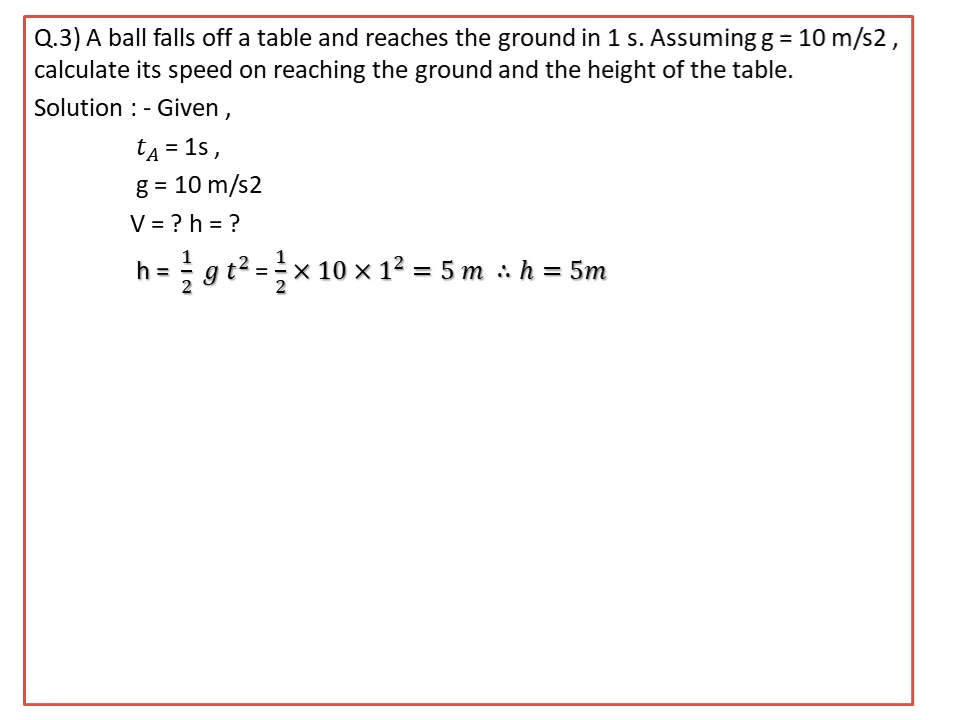 Q.3) A ball falls off a table and reaches the ground in 1 s. Assuming g = 10 m/s2 ,
calculate its speed on reaching the ground and the height of the table.
Solution : - Given ,
t_A = 1s ,
g = 10 m/s2
V = ? h = ?
h = 1/2 g t² = 1/2 × 10 × 1² = 5 m ∴ h = 5m